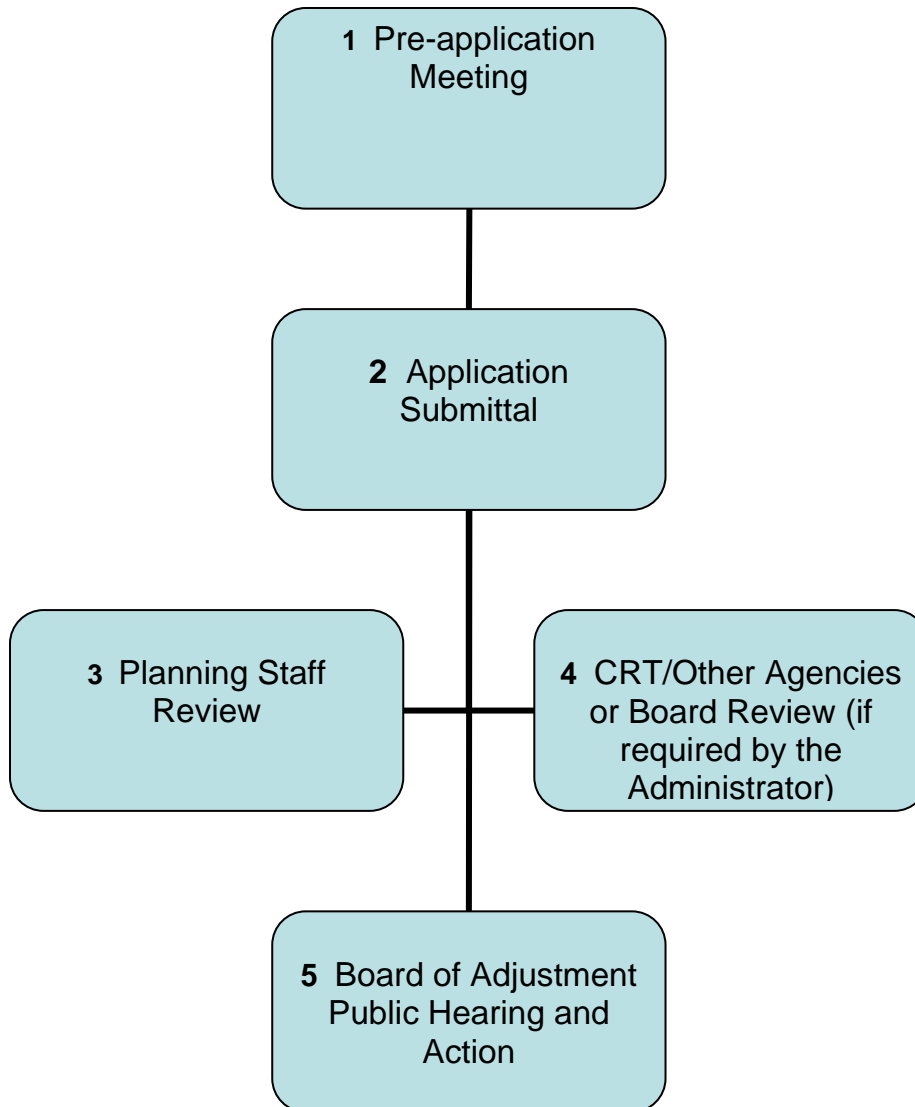 1 Pre-application
Meeting
2 Application
Submittal
3 Planning Staff
Review
4 CRT/Other Agencies
or Board Review (if
required by the
Administrator)
5 Board of Adjustment
Public Hearing and
Action